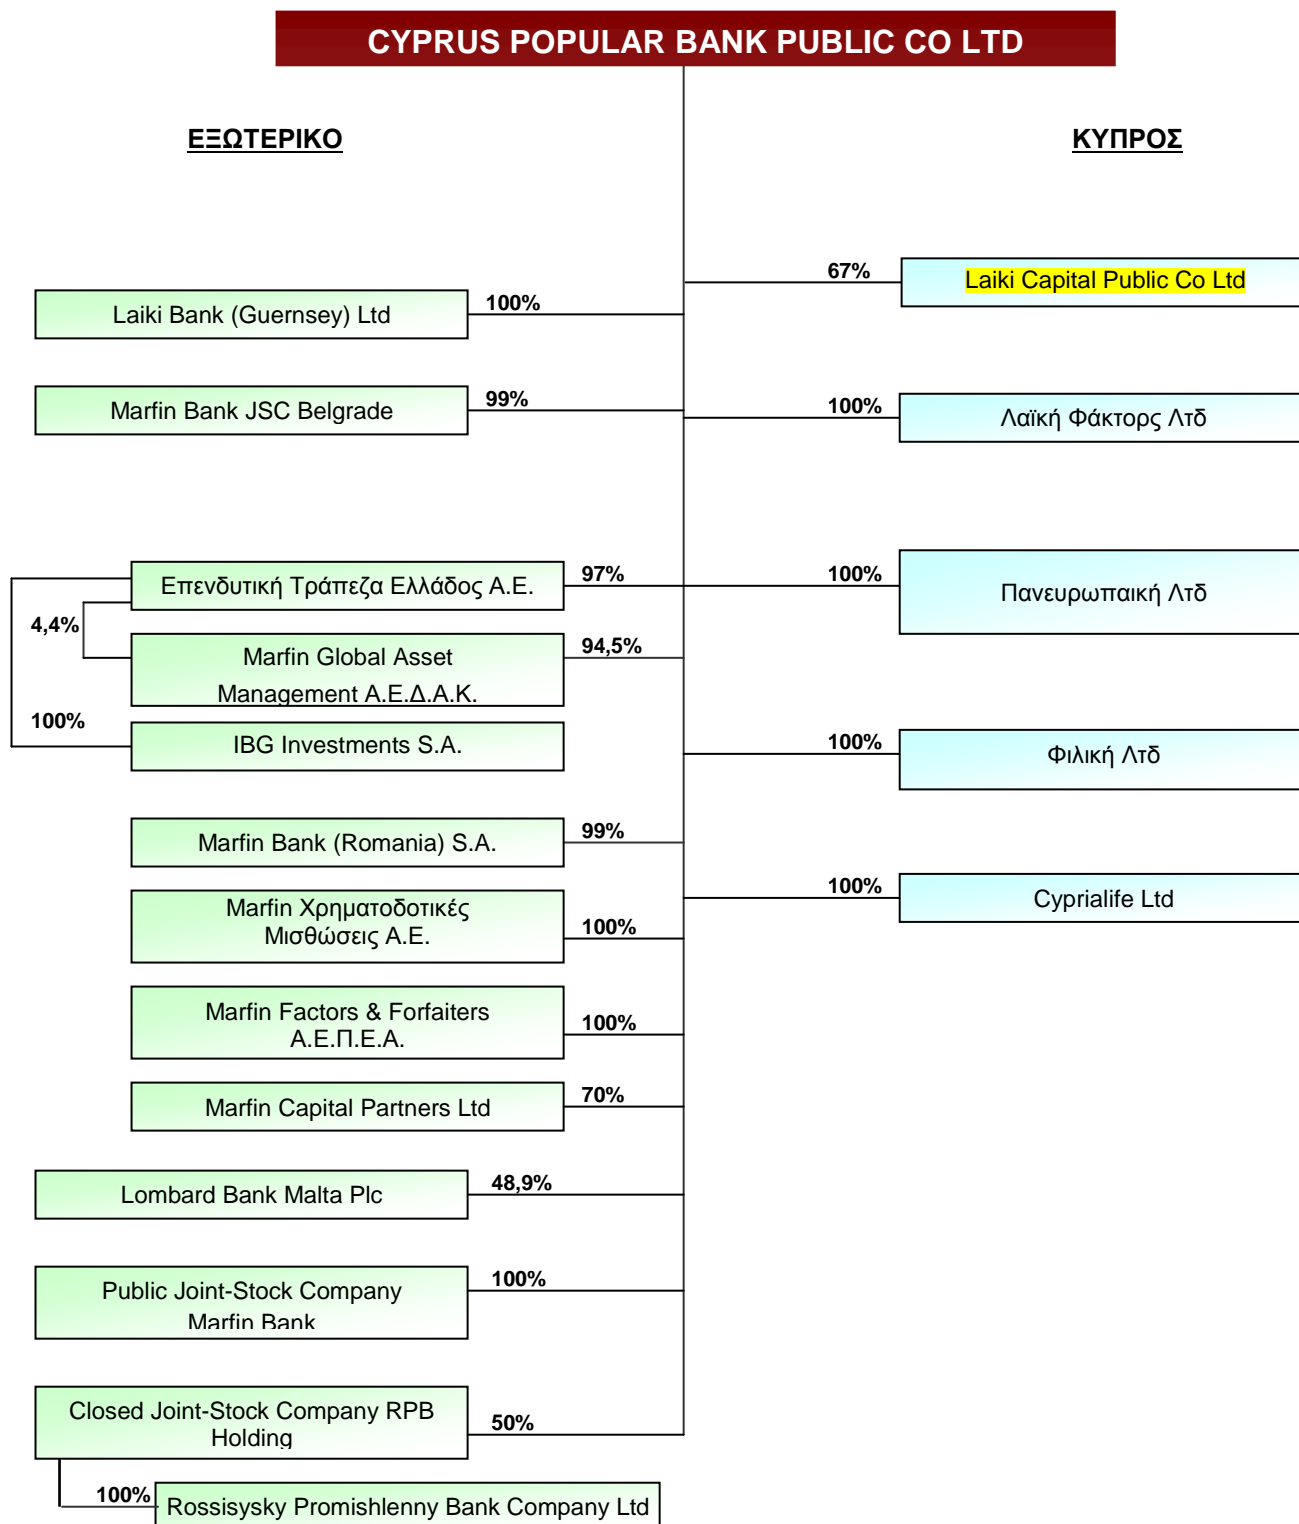 CYPRUS POPULAR BANK PUBLIC CO LTD
ΕΞΩΤΕΡΙΚΟ
ΚΥΠΡΟΣ
67%
Laiki Capital Public Co Ltd
Laiki Bank (Guernsey) Ltd
100%
Marfin Bank JSC Belgrade
99%
100%
Λαϊκή Φάκτορς Λτδ
Επενδυτική Τράπεζα Ελλάδος Α.Ε.
97%
100%
Πανευρωπαική Λτδ
4,4%
Marfin Global Asset
Management Α.Ε.Δ.Α.Κ.
94,5%
100%
IBG Investments S.A.
100%
Φιλική Λτδ
Marfin Bank (Romania) S.A.
99%
100%
Cyprialife Ltd
Marfin Χρηματοδοτικές
Μισθώσεις Α.Ε.
100%
Marfin Factors & Forfaiters
Α.Ε.Π.Ε.Α.
100%
Marfin Capital Partners Ltd
70%
Lombard Bank Malta Plc
48,9%
Public Joint-Stock Company
Marfin Bank
100%
Closed Joint-Stock Company RPB
Holding
50%
100%
Rossisysky Promishlenny Bank Company Ltd